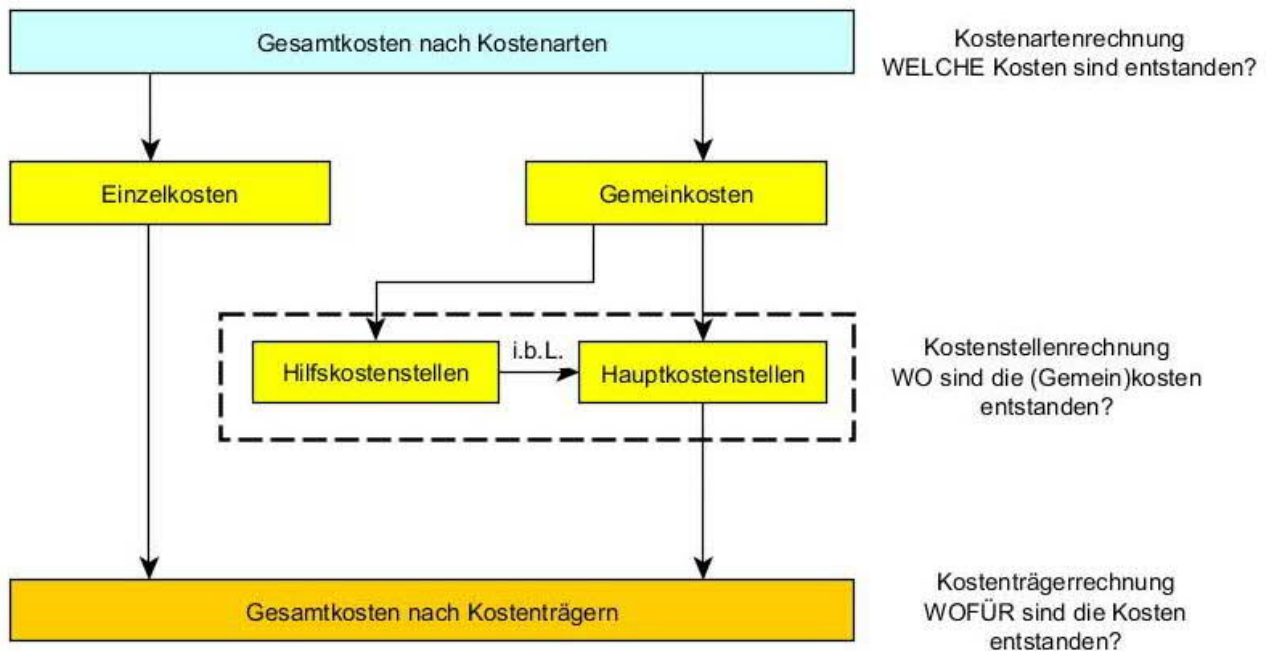 Gesamtkosten nach Kostenarten
Kostenartenrechnung
WELCHE Kosten sind entstanden?
Einzelkosten
Gemeinkosten
Hilfskostenstellen
i.b.L.
Hauptkostenstellen
Kostenstellenrechnung
WO sind die (Gemein)kosten
entstanden?
Gesamtkosten nach Kostenträgern
Kostenträgerrechnung
WOFÜR sind die Kosten
entstanden?